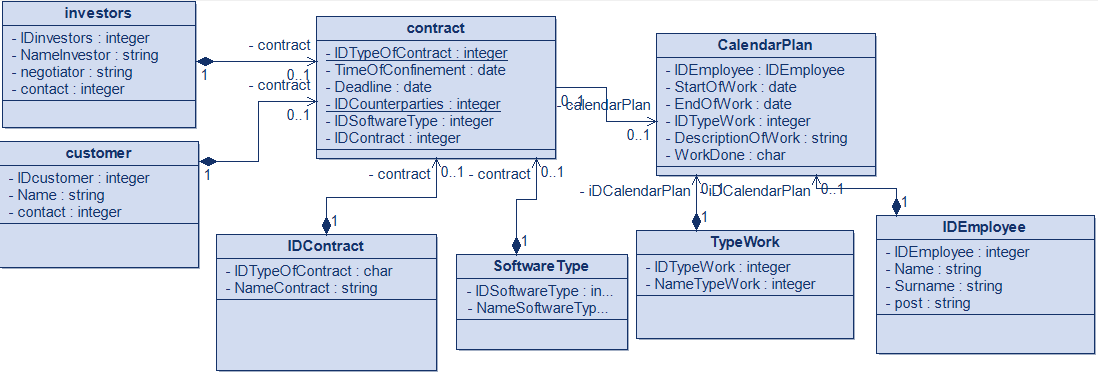 investors
- IDinvestors : integer
- NameInvestor : string
- negotiator : string
- contact : integer
customer
- IDcustomer : integer
- Name : string
- contact : integer
contract
- IDTypeOfContract : integer
- TimeOfConfinement : date
- Deadline : date
- IDCounterparties : integer
- IDSoftwareType : integer
- IDContract : integer
CalendarPlan
- IDEmployee : IDEmployee
- StartOfWork : date
- EndOfWork : date
- IDTypeWork : integer
- DescriptionOfWork : string
- WorkDone : char
- contract
1
0..1
- contract
1
0..1
0..1
- calendarPlan
0..1
- contract
0..1
1
- contract
0..1
1
- iDCalendarPlan
0..1
1
- iDCalendarPlan
0..1
1
IDContract
- IDTypeOfContract : char
- NameContract : string
SoftwareType
- IDSoftwareType : in...
- NameSoftwareTyp...
TypeWork
- IDTypeWork : integer
- NameTypeWork : integer
IDEmployee
- IDEmployee : integer
- Name : string
- Surname : string
- post : string